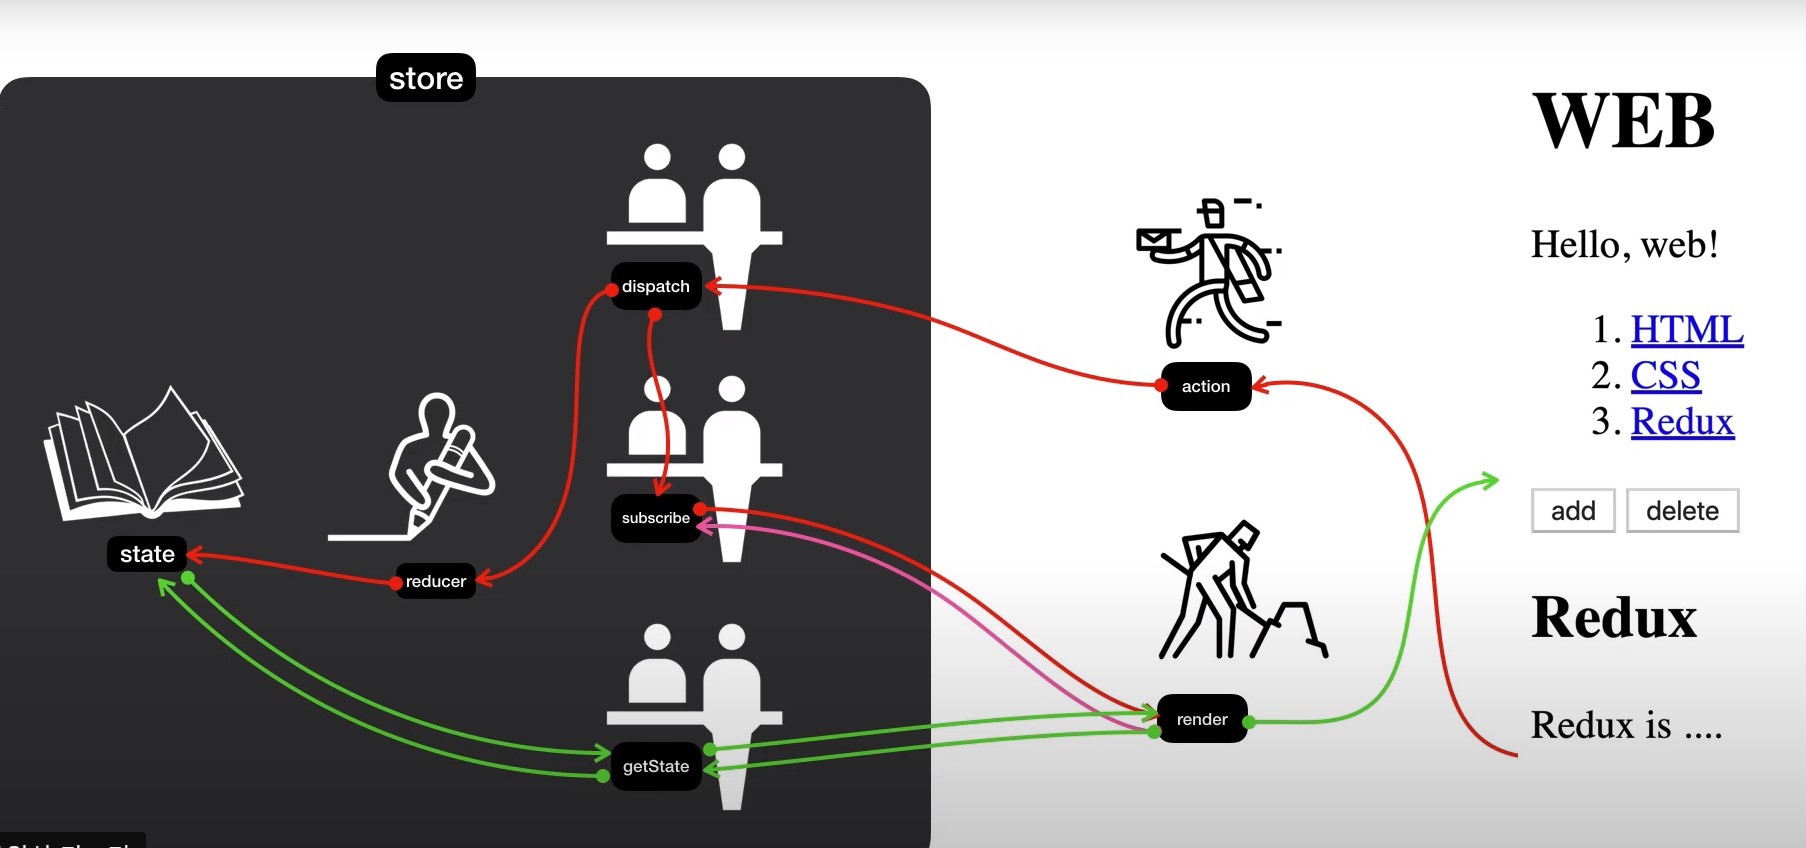 store
WEB
Hello, web!
dispatch
1. HTML
action
2. CSS
3. Redux
subscribe
add
delete
state
reducer
Redux
render
Redux is ....
getState